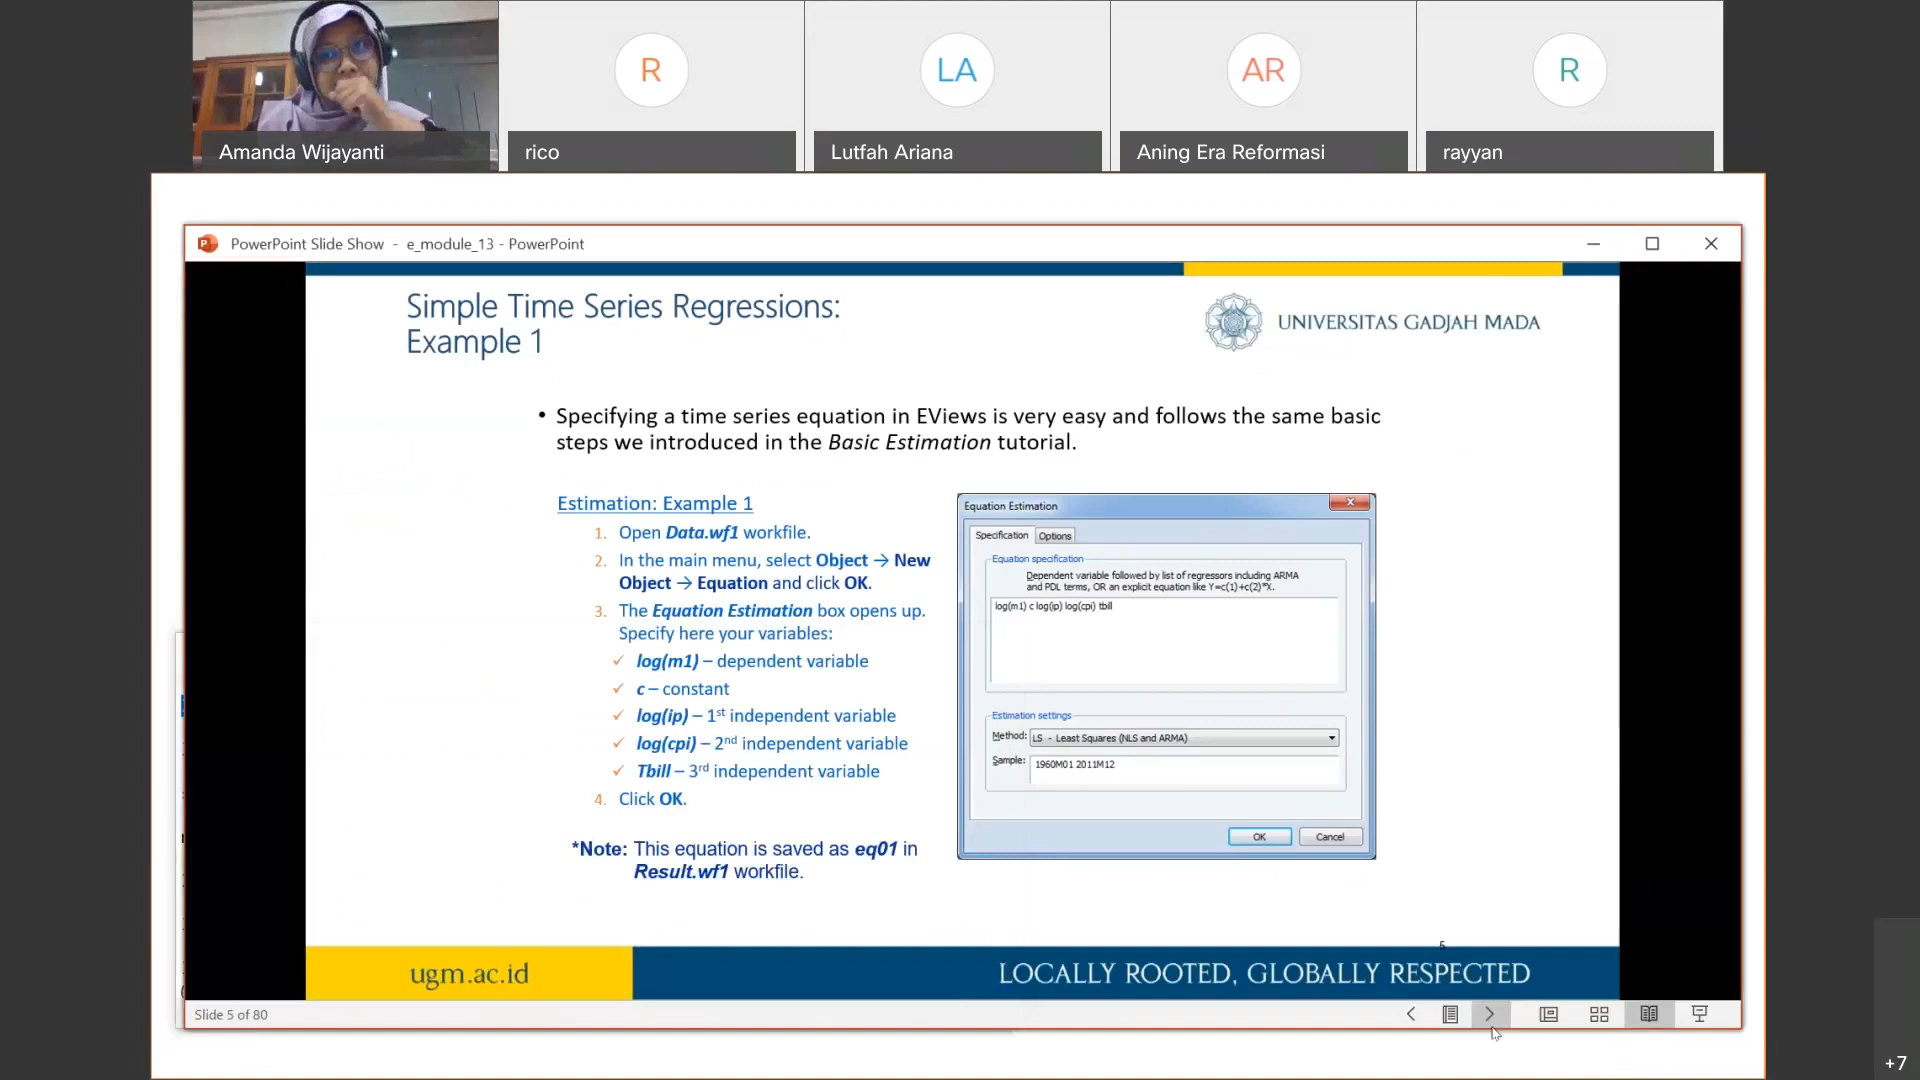 R
LA
AR
R
Amanda Wijayanti
rico
Lutfah Ariana
Aning Era Reformasi
rayyan
PowerPoint Slide Show - e_module_13 - PowerPoint
Simple Time Series Regressions:
Example 1
UNIVERSITAS GADJAH MADA
• Specifying a time series equation in EViews is very easy and follows the same basic
steps we introduced in the Basic Estimation tutorial.
Estimation: Example 1
1. Open Data.wf1 workfile.
2. In the main menu, select Object → New
Object → Equation and click OK.
3. The Equation Estimation box opens up.
Specify here your variables:
✓ log(m1) – dependent variable
✓ c – constant
✓ log(ip) – 1st independent variable
✓ log(cpi) – 2nd independent variable
✓ Tbill – 3rd independent variable
4. Click OK.
*Note: This equation is saved as eq01 in
Result.wf1 workfile.
Equation Estimation
Specification Options
Equation specification
Dependent variable followed by list of regressors including ARMA
and PDL terms, OR an explicit equation like Y=c(1)+c(2)*X.
log(m1) c log(ip) log(cpi) tbill
Estimation settings
Method: LS - Least Squares (NLS and ARMA)
Sample: 1960M01 2011M12
OK Cancel
5
ugm.ac.id
LOCALLY ROOTED, GLOBALLY RESPECTED
Slide 5 of 80
+7